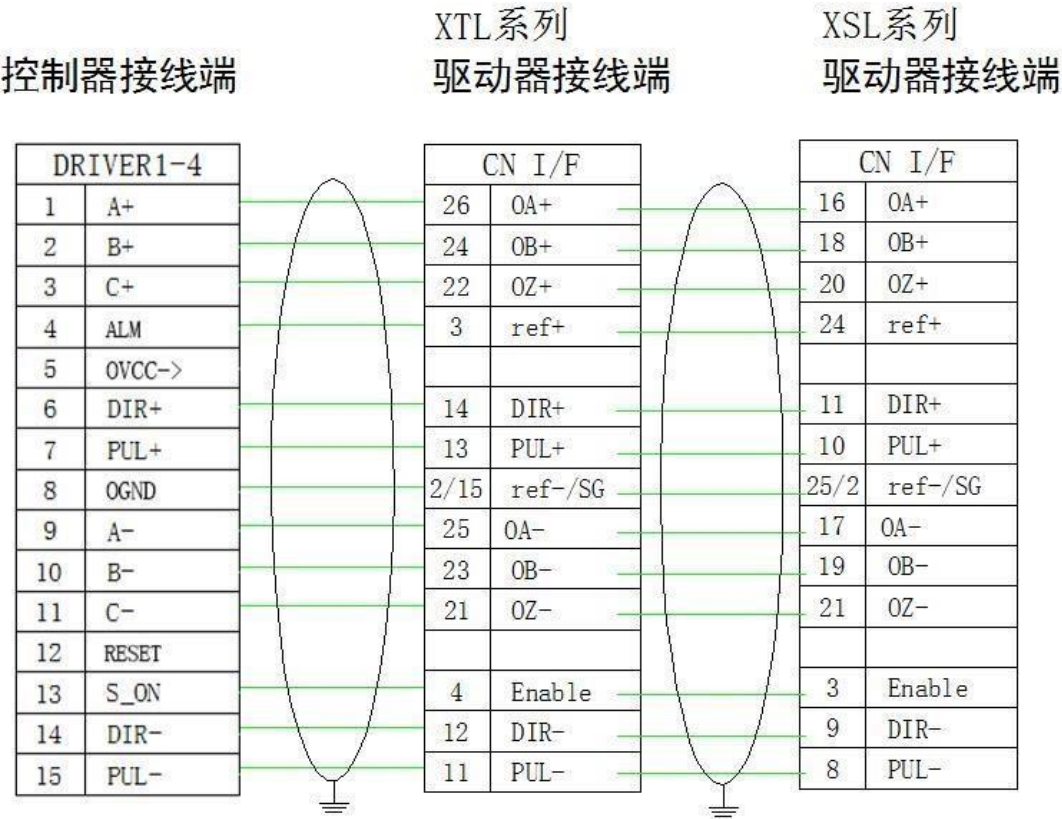 XTL系列 XSL系列
控制器接线端 驱动器接线端 驱动器接线端
DRIVER1-4 CN I/F CN I/F
1 A+ 26 OA+ 16 OA+
2 B+ 24 OB+ 18 OB+
3 C+ 22 OZ+ 20 OZ+
4 ALM 3 ref+ 24 ref+
5 OVCC->
6 DIR+ 14 DIR+ 11 DIR+
7 PUL+ 13 PUL+ 10 PUL+
8 OGND 2/15 ref-/SG 25/2 ref-/SG
9 A- 25 OA- 17 OA-
10 B- 23 OB- 19 OB-
11 C- 21 OZ- 21 OZ-
12 RESET
13 S_ON 4 Enable 3 Enable
14 DIR- 12 DIR- 9 DIR-
15 PUL- 11 PUL- 8 PUL-